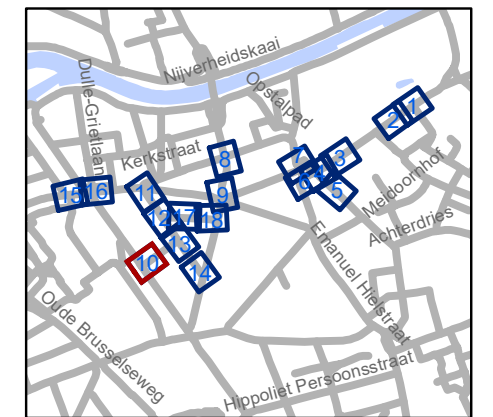 Nijverheidskaai
Dulle-Grietlaan
Opstalpad
Kerkstraat
1
2
3
4
5
6
7
8
9
10
11
12
13
14
15
16
17
18
Meidoornhof
Achterdries
Emanuel Hielstraat
Oude Brusselseweg
Hippoliet Persoonsstraat